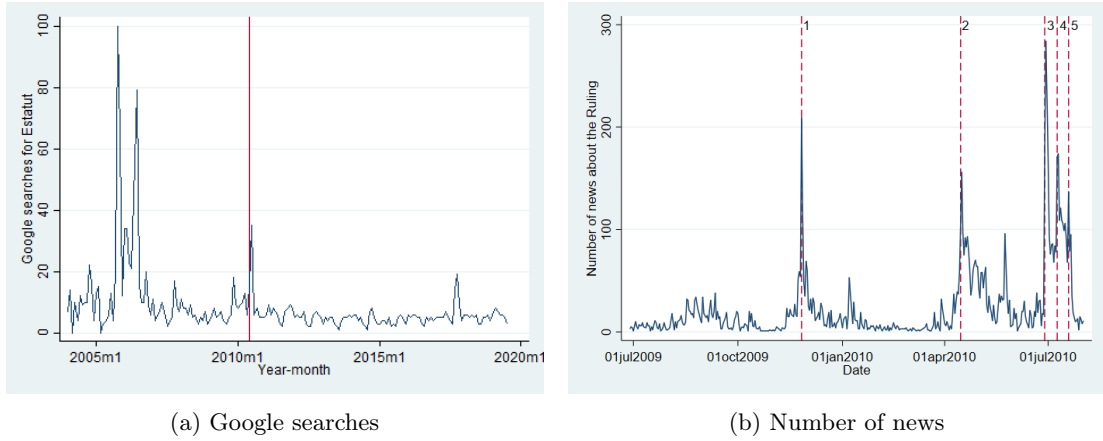 Google searches for Estatut
100
80
60
40
20
0
2005m1 2010m1 2015m1 2020m1
Year-month
(a) Google searches
Number of news about the Ruling
300
200
100
0
1 2 3 4 5
01jul2009 01oct2009 01jan2010 01apr2010 01jul2010
Date
(b) Number of news